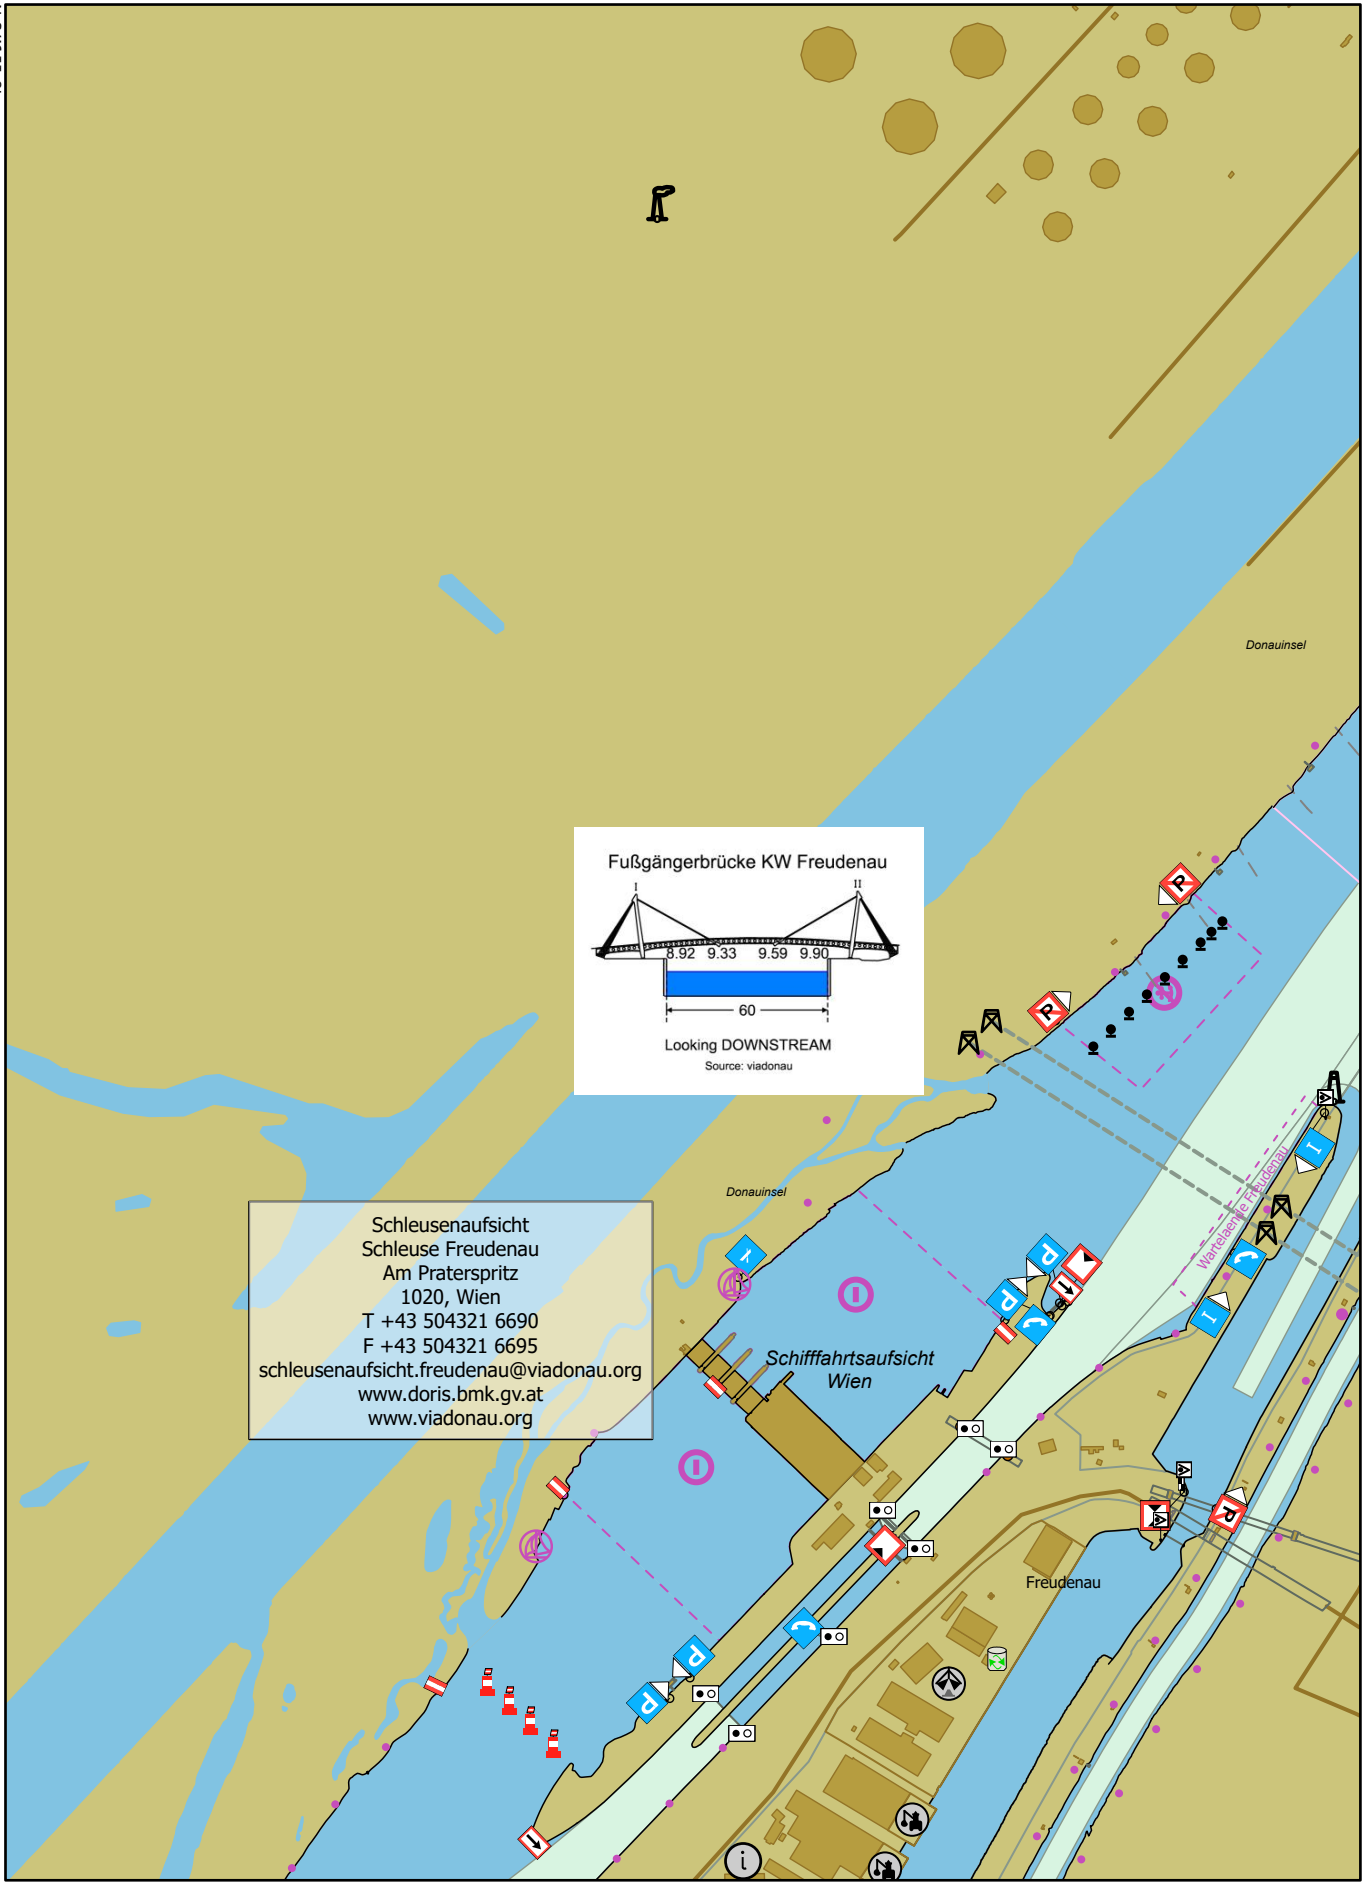 Donauinsel
Fußgängerbrücke KW Freudenau
I II
8.92 9.33 9.59 9.90
60
Looking DOWNSTREAM
Source: viadonau
P
P
I
Wartelaende Freudenau
Donauinsel
Schleusenaufsicht
Schleuse Freudenau
Am Praterspritz
1020, Wien
T +43 504321 6690
F +43 504321 6695
schleusenaufsicht.freudenau@viadonau.org
www.doris.bmk.gv.at
www.viadonau.org
P
P
I
Schifffahrtsaufsicht
Wien
P
Freudenau
P
P
i